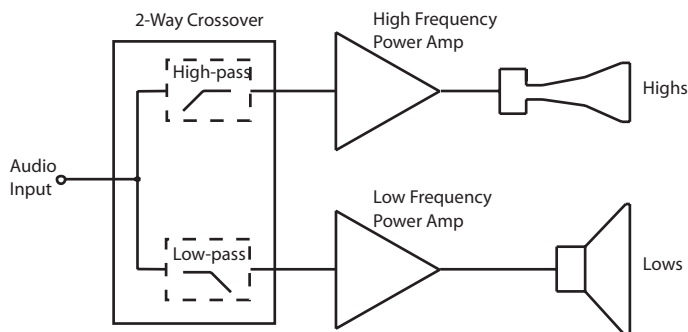 2-Way Crossover
High Frequency
Power Amp
High-pass
Highs
Audio
Input
Low Frequency
Power Amp
Low-pass
Lows